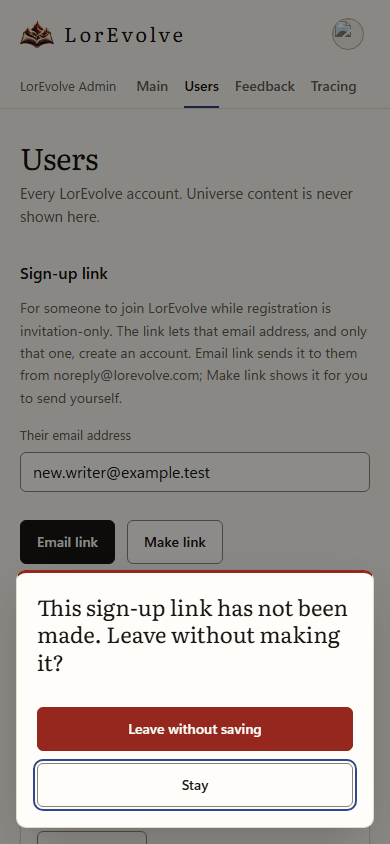 LorEvolve
LorEvolve Admin Main Users Feedback Tracing
Users
Every LorEvolve account. Universe content is never
shown here.
Sign-up link
For someone to join LorEvolve while registration is
invitation-only. The link lets that email address, and only
that one, create an account. Email link sends it to them
from noreply@lorevolve.com; Make link shows it for you
to send yourself.
Their email address
new.writer@example.test
Email link Make link
This sign-up link has not been
made. Leave without making
it?
Leave without saving
Stay